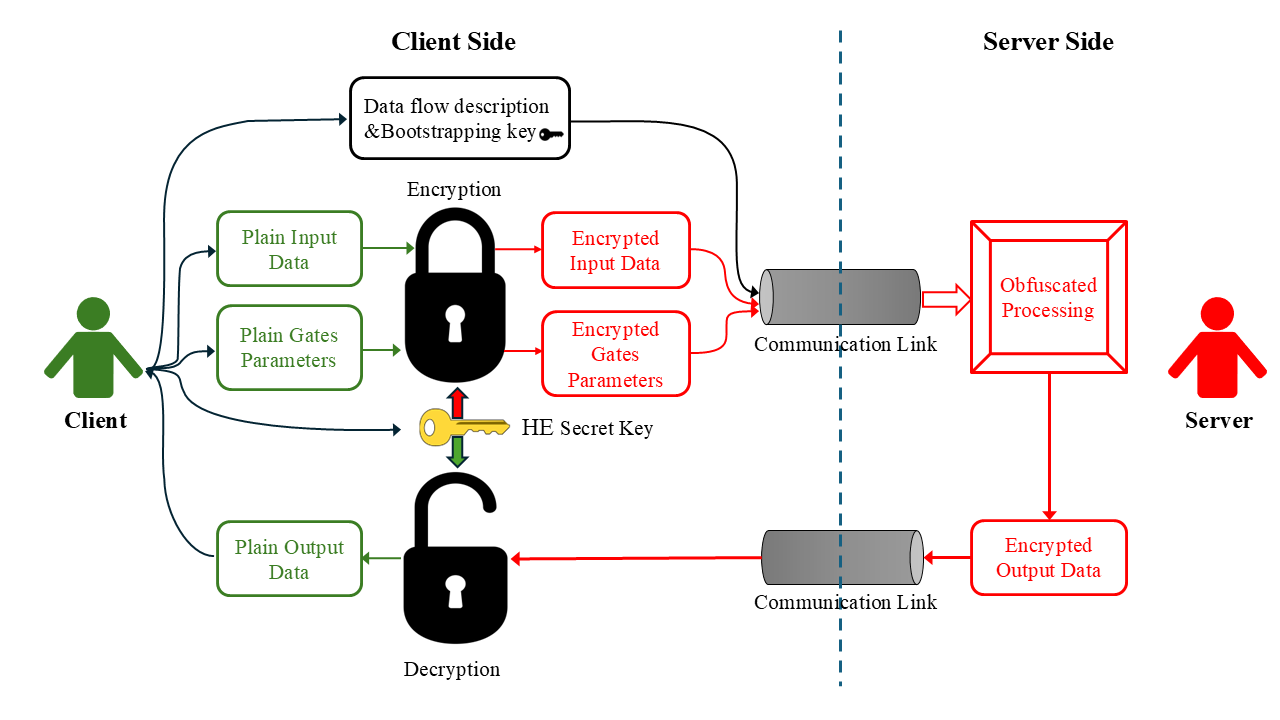 Client Side
Server Side
Data flow description
&Bootstrapping key
Encryption
Plain Input
Data
Encrypted
Input Data
Plain Gates
Parameters
Encrypted
Gates
Parameters
Communication Link
Obfuscated
Processing
Client
HE Secret Key
Server
Plain Output
Data
Encrypted
Output Data
Communication Link
Decryption